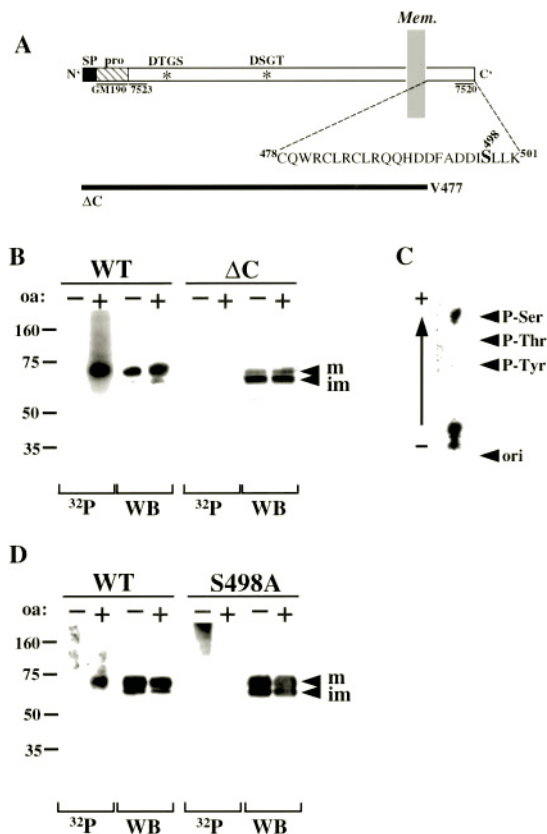 A
Mem.
SP pro DTGS DSGT
N' * * C'
GM190 7523 7520
498
478CQWRCLRCLRQQHDDFADDISLLK501
V477
ΔC
B
WT ΔC
oa: − + − + − + − +
160
75
50
35
m
im
32P WB 32P WB
C
+
P-Ser
P-Thr
P-Tyr
−
ori
D
WT S498A
oa: − + − + − + − +
160
75
50
35
m
im
32P WB 32P WB